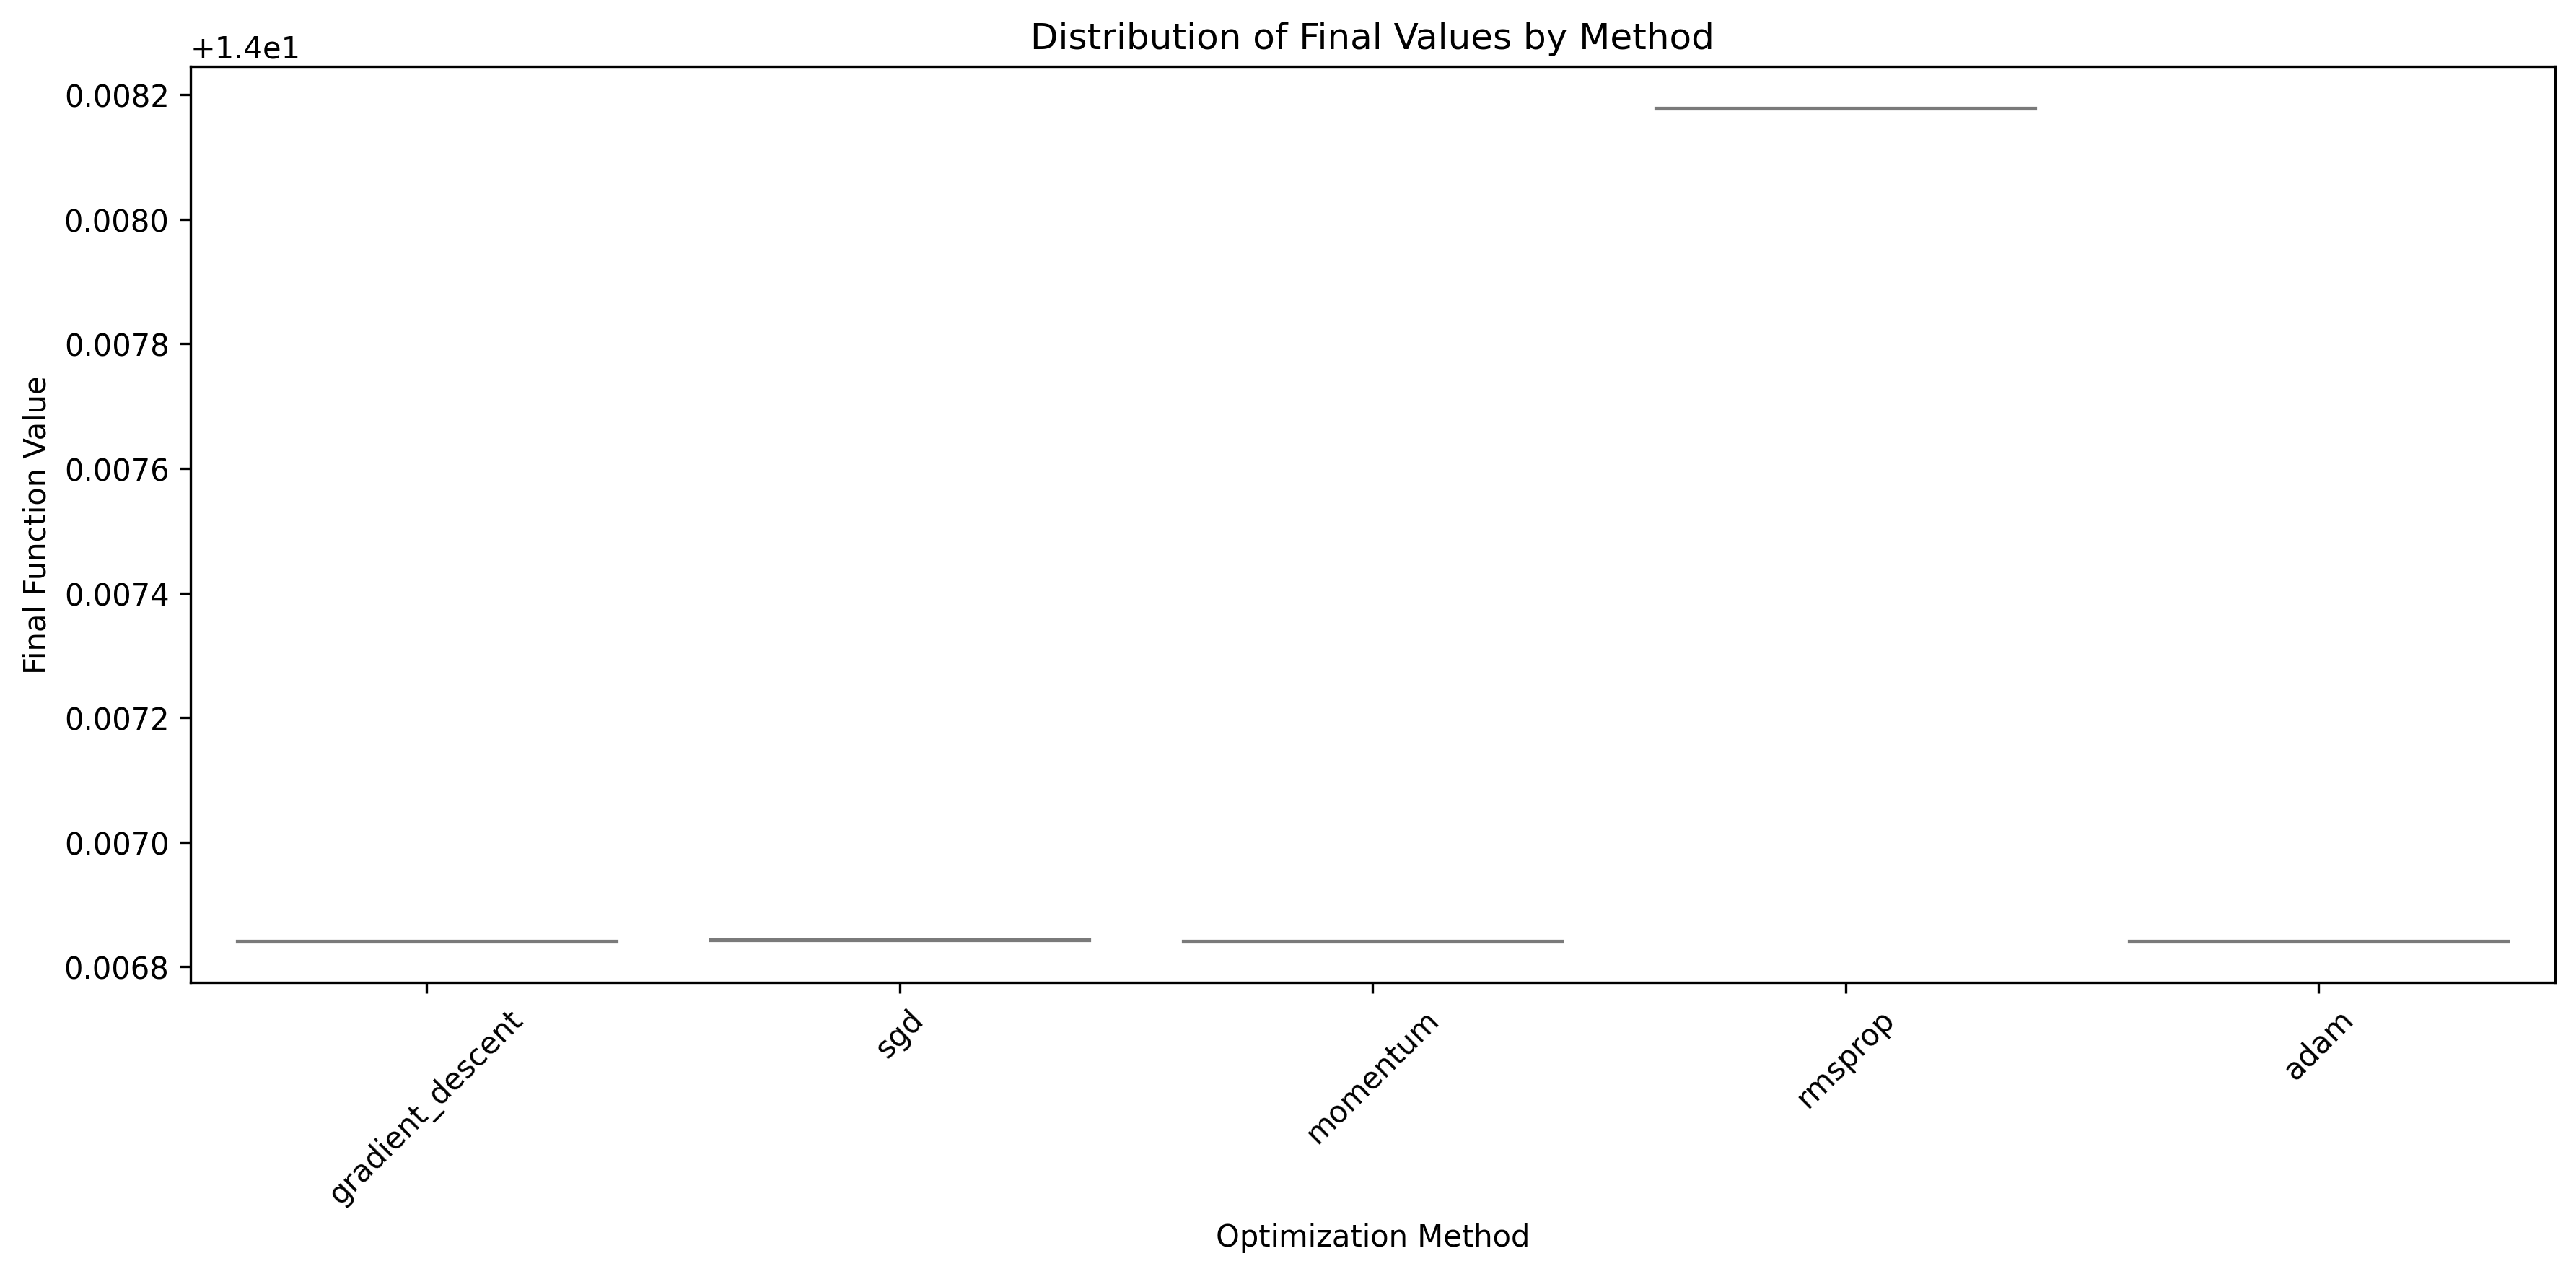 Distribution of Final Values by Method
+1.4e1
0.0082
0.0080
0.0078
0.0076
0.0074
0.0072
0.0070
0.0068
Final Function Value
gradient_descent
sgd
momentum
rmsprop
adam
Optimization Method